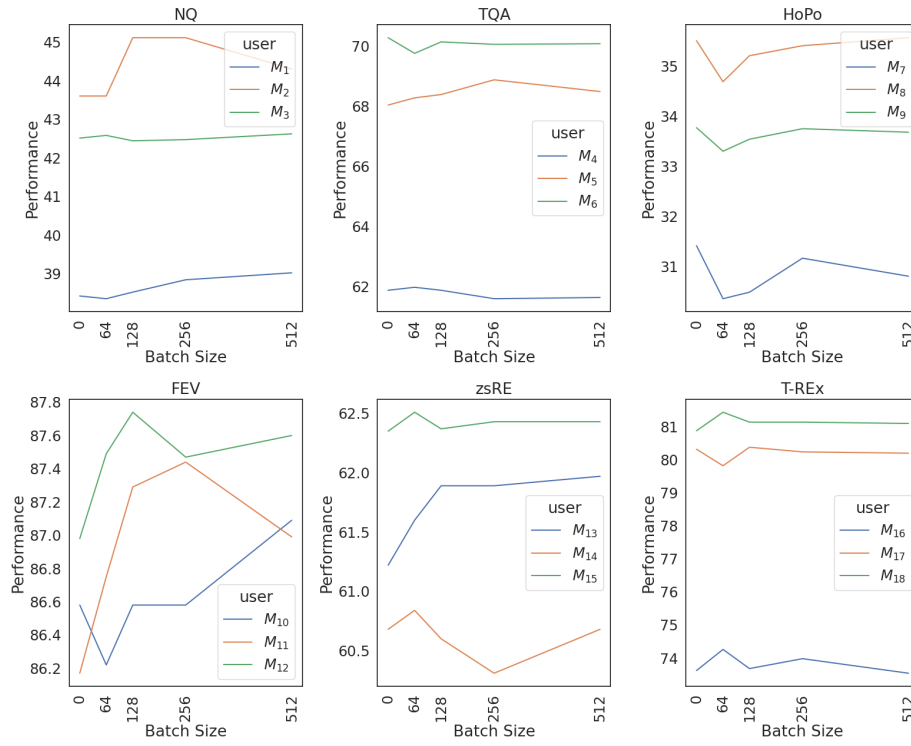 NQ
Performance
45
44
43
42
41
40
39
38
user
M1
M2
M3
0
64
128
256
512
Batch Size
TQA
Performance
70
68
66
64
62
user
M4
M5
M6
0
64
128
256
512
Batch Size
HoPo
Performance
35
34
33
32
31
user
M7
M8
M9
0
64
128
256
512
Batch Size
FEV
Performance
87.8
87.6
87.4
87.2
87.0
86.8
86.6
86.4
86.2
user
M10
M11
M12
0
64
128
256
512
Batch Size
zsRE
Performance
62.5
62.0
61.5
61.0
60.5
user
M13
M14
M15
0
64
128
256
512
Batch Size
T-REx
Performance
81
80
79
78
77
76
75
74
user
M16
M17
M18
0
64
128
256
512
Batch Size